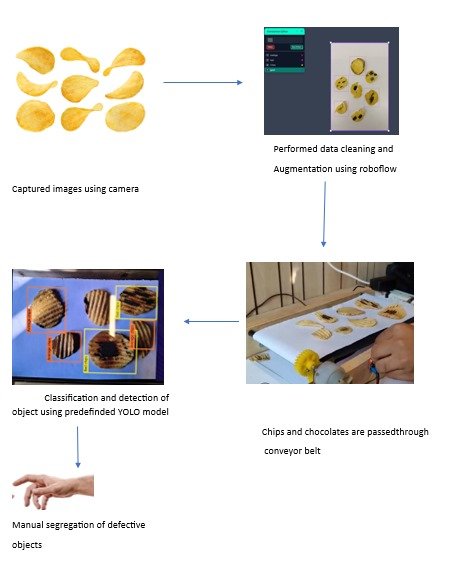 Performed data cleaning and
Augmentation using roboflow
Captured images using camera
Classification and detection of
object using predefinded YOLO model
Chips and chocolates are passedthrough
conveyor belt
Manual segregation of defective
objects